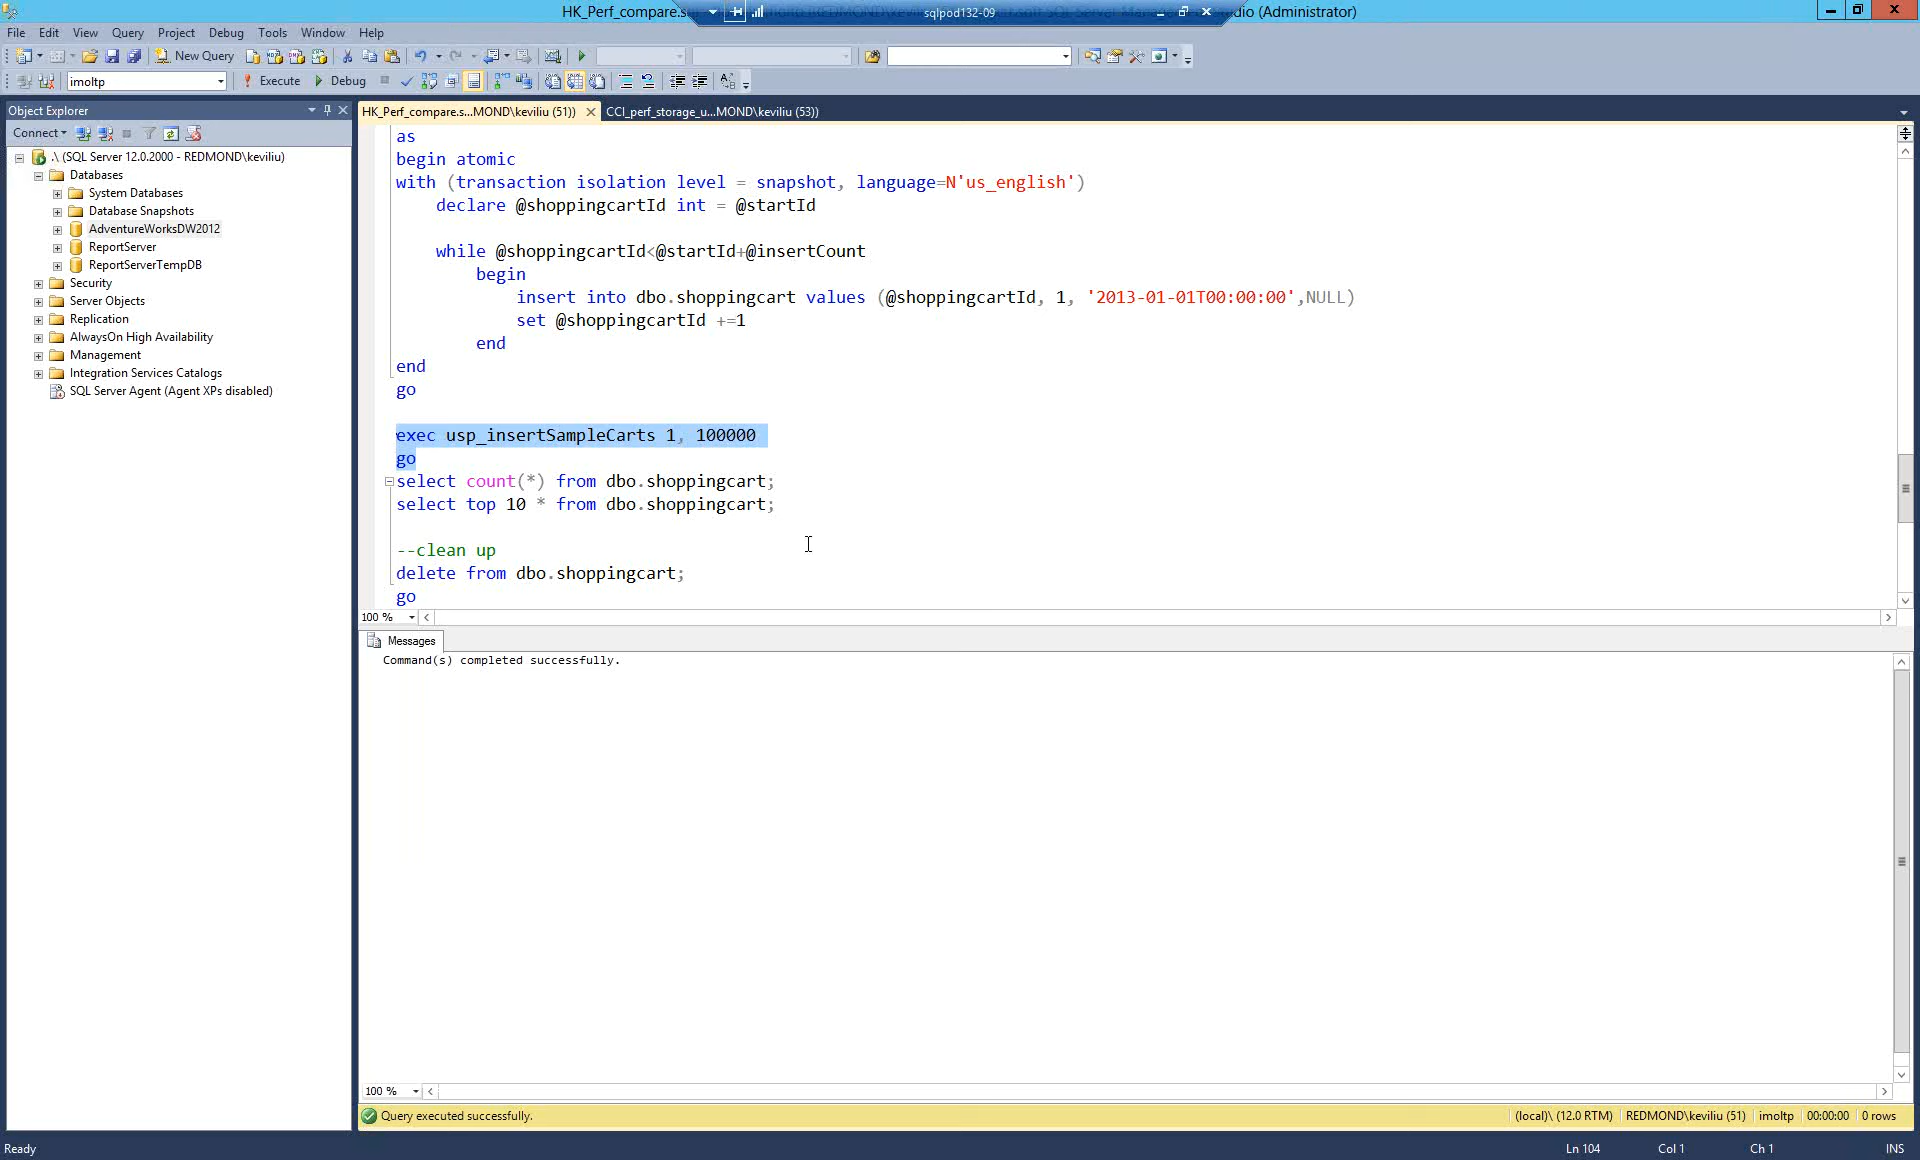 HK_Perf_compare.s
sqlpod132-09
dio (Administrator)
File Edit View Query Project Debug Tools Window Help
New Query
imoltp Execute Debug
Object Explorer
Connect
.\ (SQL Server 12.0.2000 - REDMOND\keviliu)
Databases
System Databases
Database Snapshots
AdventureWorksDW2012
ReportServer
ReportServerTempDB
Security
Server Objects
Replication
AlwaysOn High Availability
Management
Integration Services Catalogs
SQL Server Agent (Agent XPs disabled)
HK_Perf_compare.s...MOND\keviliu (51)) CCI_perf_storage_u...MOND\keviliu (53))
as
begin atomic
with (transaction isolation level = snapshot, language=N'us_english')
declare @shoppingcartId int = @startId
while @shoppingcartId<@startId+@insertCount
begin
insert into dbo.shoppingcart values (@shoppingcartId, 1, '2013-01-01T00:00:00',NULL)
set @shoppingcartId +=1
end
end
go
exec usp_insertSampleCarts 1, 100000
go
select count(*) from dbo.shoppingcart;
select top 10 * from dbo.shoppingcart;
--clean up
delete from dbo.shoppingcart;
go
100 %
Messages
Command(s) completed successfully.
100 %
Query executed successfully. (local)\ (12.0 RTM) REDMOND\keviliu (51) imoltp 00:00:00 0 rows
Ready Ln 104 Col 1 Ch 1 INS